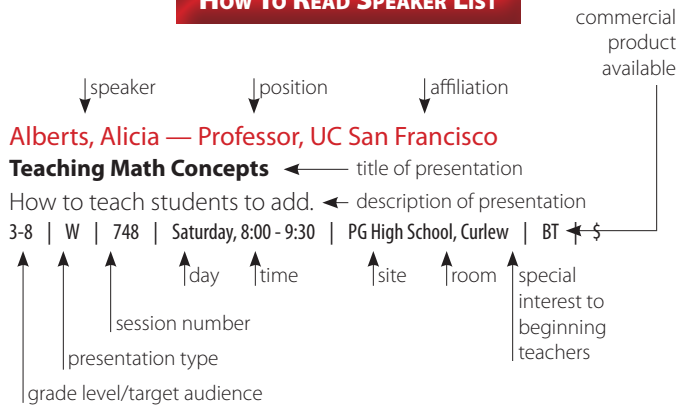 HOW TO READ SPEAKER LIST
commercial
product
available
speaker
position
affiliation
Alberts, Alicia — Professor, UC San Francisco
Teaching Math Concepts
title of presentation
How to teach students to add.
description of presentation
3-8 | W | 748 | Saturday, 8:00 - 9:30 | PG High School, Curlew | BT | $
day
time
site
room
special
interest to
beginning
teachers
session number
presentation type
grade level/target audience